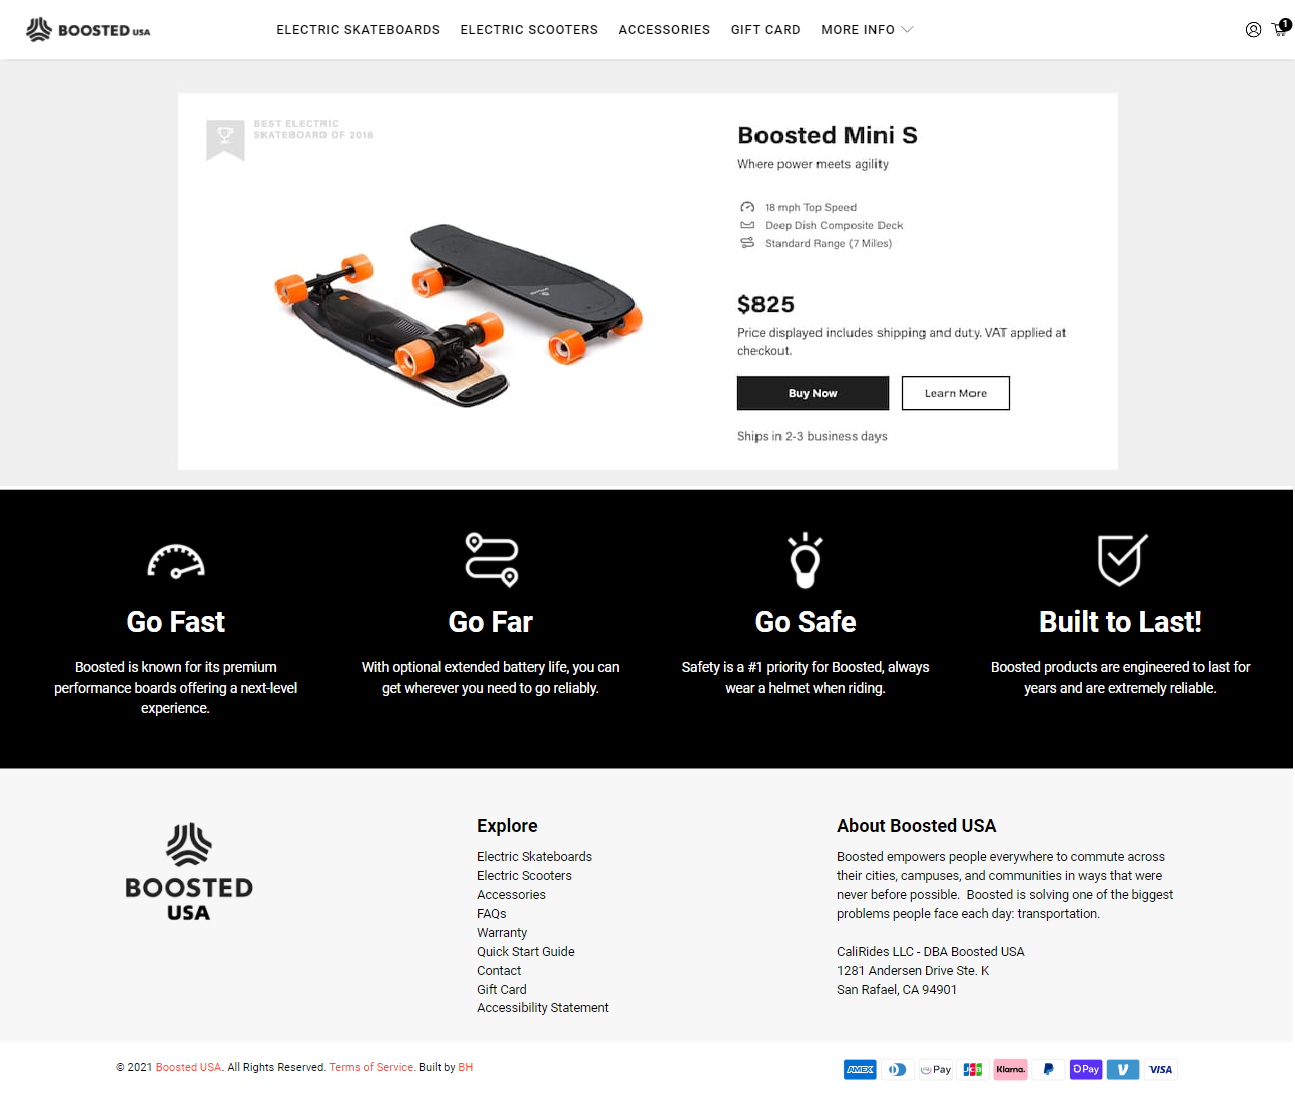 BOOSTED USA
ELECTRIC SKATEBOARDS ELECTRIC SCOOTERS ACCESSORIES GIFT CARD MORE INFO
1
BEST ELECTRIC
SKATEBOARD OF 2018
Boosted Mini S
Where power meets agility
18 mph Top Speed
Deep Dish Composite Deck
Standard Range (7 Miles)
$825
Price displayed includes shipping and duty. VAT applied at
checkout.
Buy Now
Learn More
Ships in 2-3 business days
Go Fast
Boosted is known for its premium
performance boards offering a next-level
experience.
Go Far
With optional extended battery life, you can
get wherever you need to go reliably.
Go Safe
Safety is a #1 priority for Boosted, always
wear a helmet when riding.
Built to Last!
Boosted products are engineered to last for
years and are extremely reliable.
BOOSTED
USA
Explore
Electric Skateboards
Electric Scooters
Accessories
FAQs
Warranty
Quick Start Guide
Contact
Gift Card
Accessibility Statement
About Boosted USA
Boosted empowers people everywhere to commute across
their cities, campuses, and communities in ways that were
never before possible.  Boosted is solving one of the biggest
problems people face each day: transportation.
CaliRides LLC - DBA Boosted USA
1281 Andersen Drive Ste. K
San Rafael, CA 94901
© 2021 Boosted USA. All Rights Reserved. Terms of Service. Built by BH
AMEX
Pay
JCB
Klarna.
Pay
VISA